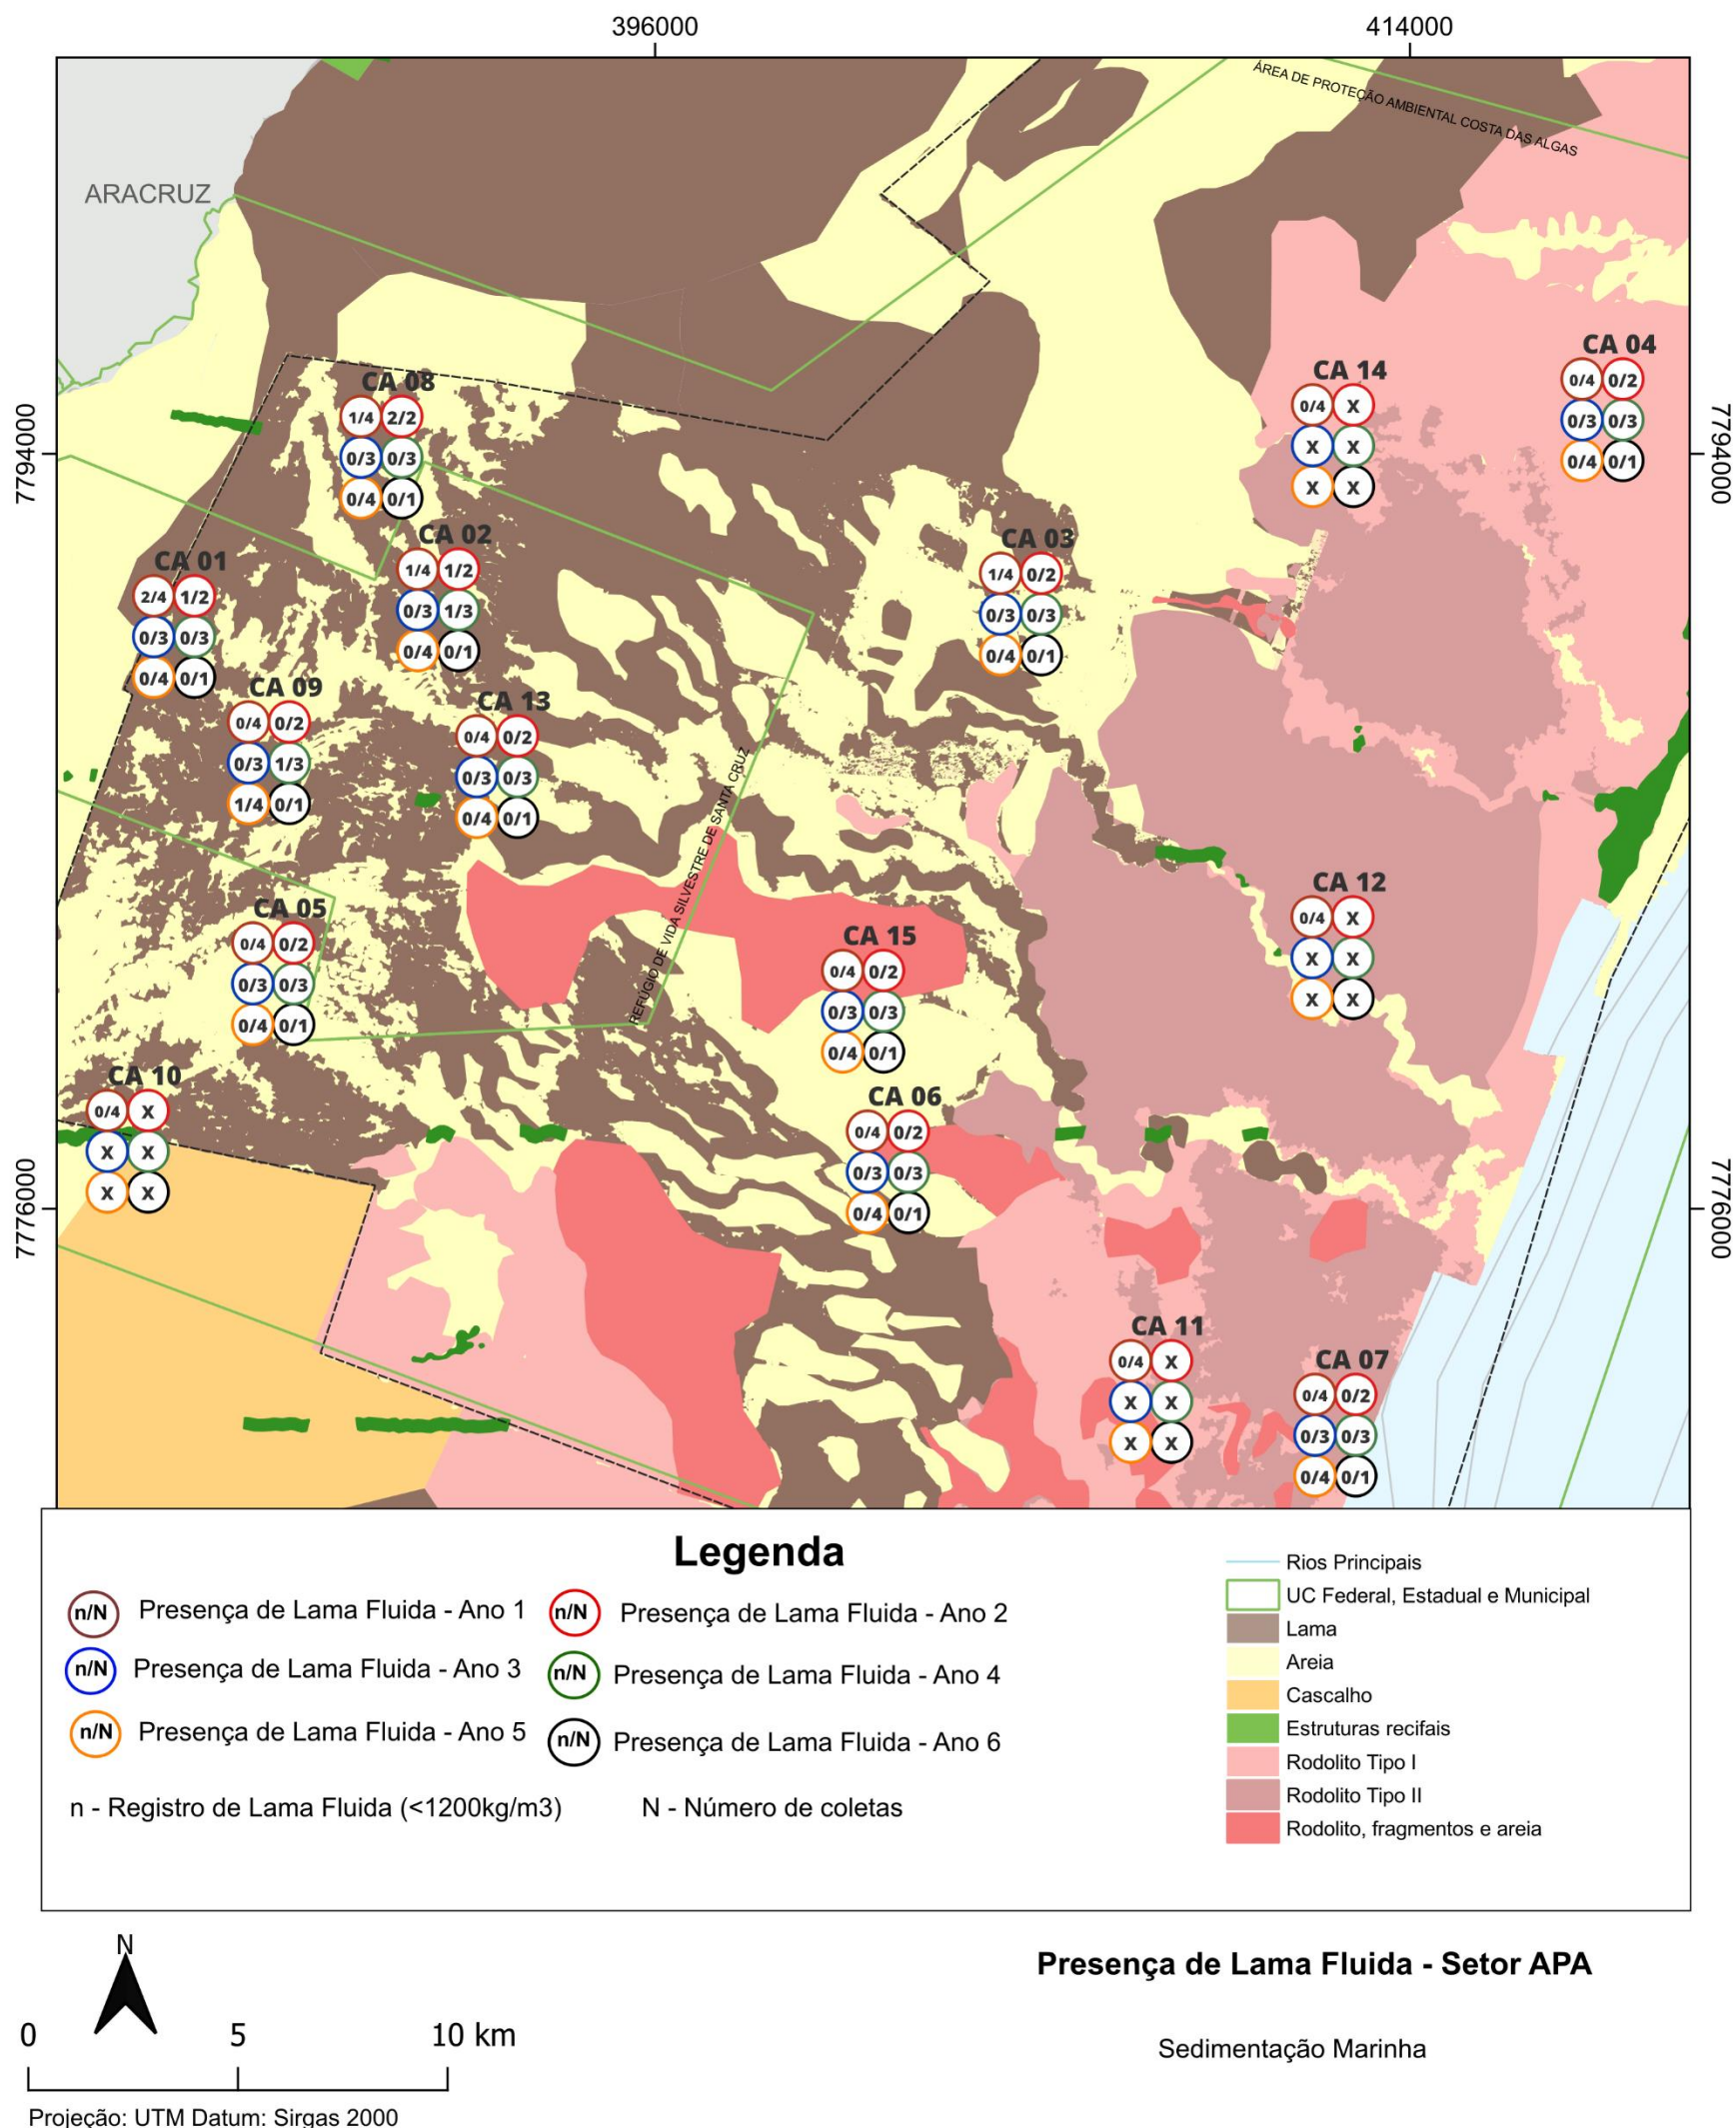 396000
414000
ÁREA DE PROTEÇÃO AMBIENTAL COSTA DAS ALGAS
ARACRUZ
7794000
7794000
CA 04
0/4 0/2
0/3 0/3
0/4 0/1
CA 14
0/4 X
X X
X X
CA 08
1/4 2/2
0/3 0/3
0/4 0/1
CA 02
1/4 1/2
0/3 1/3
0/4 0/1
CA 03
1/4 0/2
0/3 0/3
0/4 0/1
CA 01
2/4 1/2
0/3 0/3
0/4 0/1
CA 09
0/4 0/2
0/3 1/3
1/4 0/1
CA 13
0/4 0/2
0/3 0/3
0/4 0/1
REFÚGIO DE VIDA SILVESTRE DE SANTA CRUZ
CA 12
0/4 X
X X
X X
CA 05
0/4 0/2
0/3 0/3
0/4 0/1
CA 15
0/4 0/2
0/3 0/3
0/4 0/1
CA 10
0/4 X
X X
X X
CA 06
0/4 0/2
0/3 0/3
0/4 0/1
7776000
7776000
CA 11
0/4 X
X X
X X
CA 07
0/4 0/2
0/3 0/3
0/4 0/1
Legenda
n/N Presença de Lama Fluida - Ano 1
n/N Presença de Lama Fluida - Ano 2
n/N Presença de Lama Fluida - Ano 3
n/N Presença de Lama Fluida - Ano 4
n/N Presença de Lama Fluida - Ano 5
n/N Presença de Lama Fluida - Ano 6
n - Registro de Lama Fluida (<1200kg/m3)
N - Número de coletas
Rios Principais
UC Federal, Estadual e Municipal
Lama
Areia
Cascalho
Estruturas recifais
Rodolito Tipo I
Rodolito Tipo II
Rodolito, fragmentos e areia
N
0 5 10 km
Projeção: UTM Datum: Sirgas 2000
Presença de Lama Fluida - Setor APA
Sedimentação Marinha